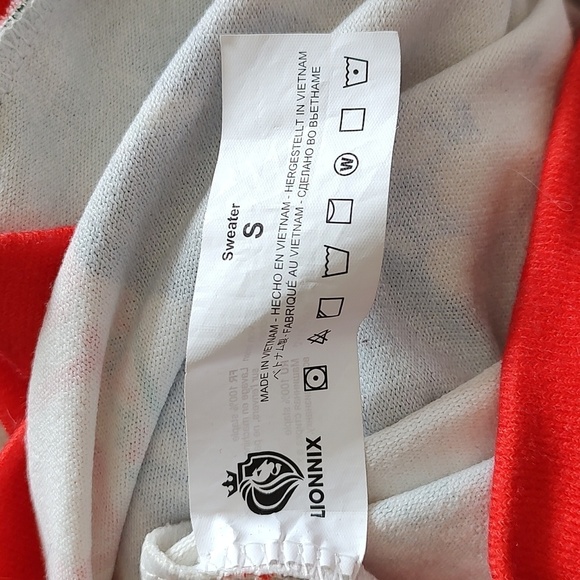 Sweater
S
MADE IN VIETNAM - HECHO EN VIETNAM - HERGESTELLT IN VIETNAM
ベトナム製 - FABRIQUÉ AU VIETNAM - СДЕЛАНО ВО ВЬЕТНАМЕ
W
LIONNIX